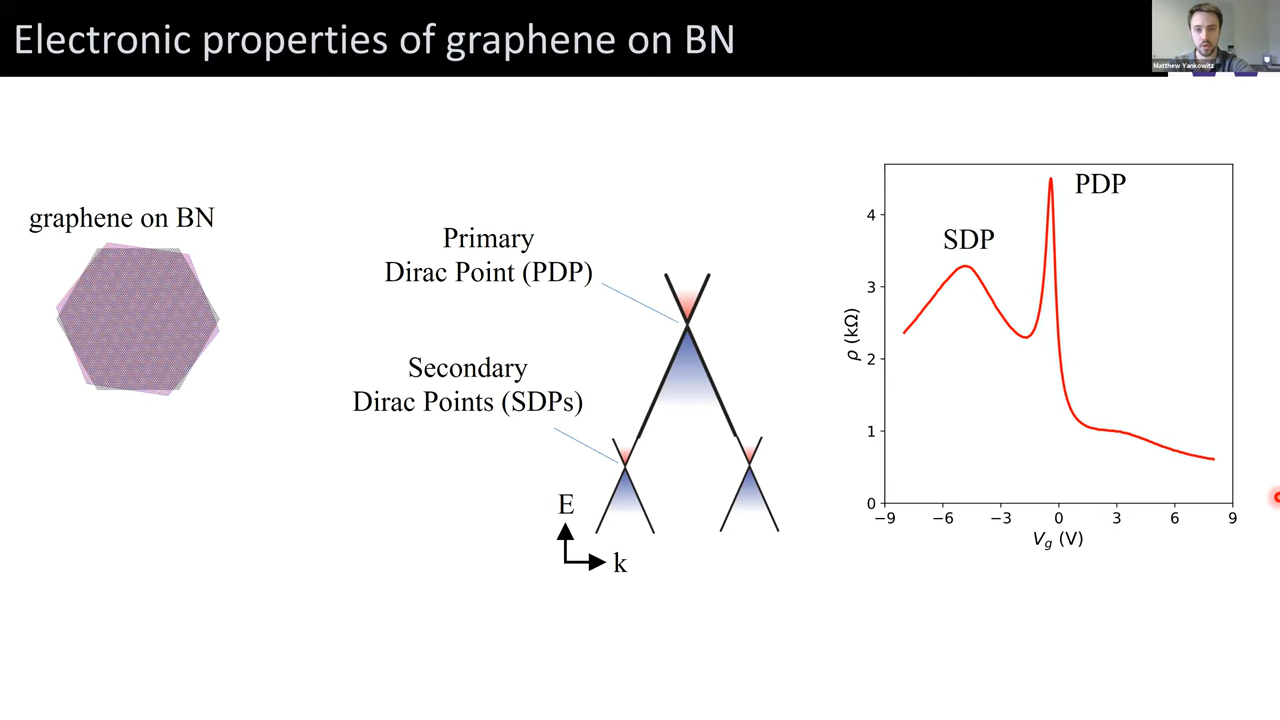 Electronic properties of graphene on BN
Matthew Yankowitz
graphene on BN
Primary
Dirac Point (PDP)
Secondary
Dirac Points (SDPs)
E
k
SDP
PDP
ρ (kΩ)
4
3
2
1
0
−9 −6 −3 0 3 6 9
Vg (V)